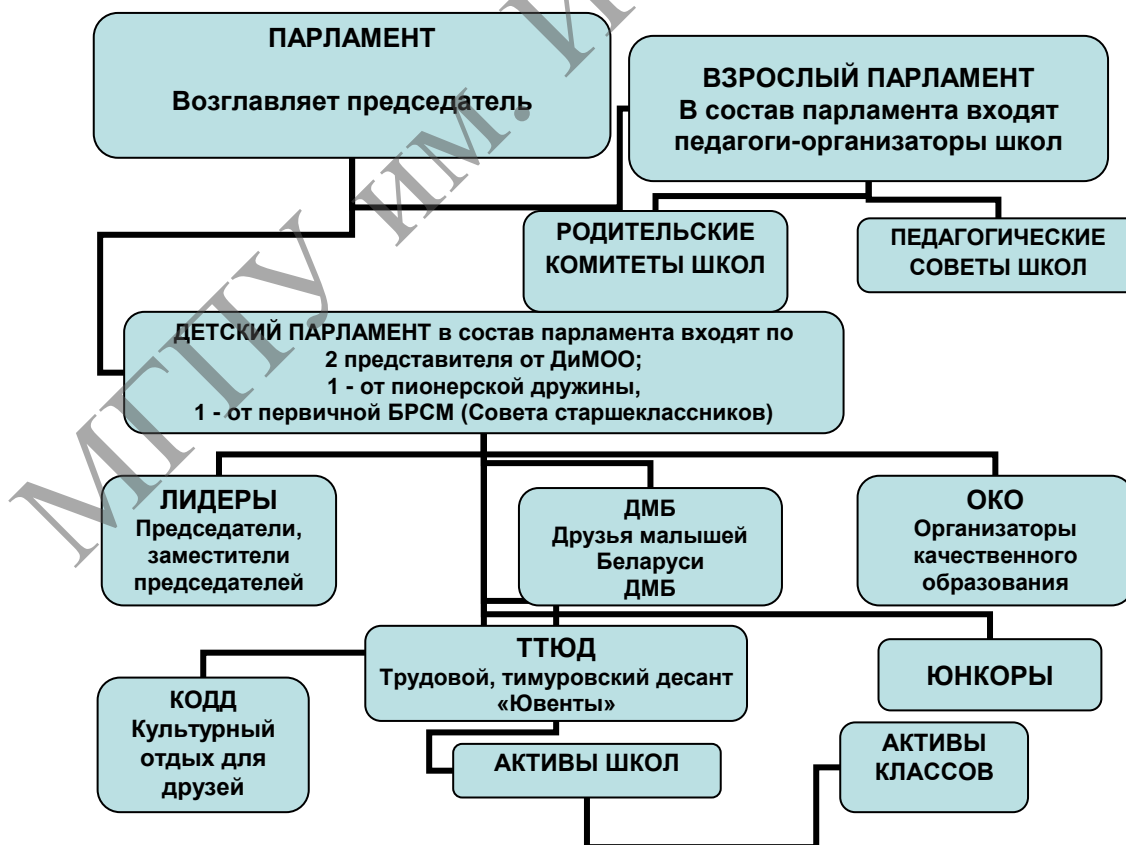 ПАРЛАМЕНТ
Возглавляет председатель
ВЗРОСЛЫЙ ПАРЛАМЕНТ
В состав парламента входят
педагоги-организаторы школ
РОДИТЕЛЬСКИЕ
КОМИТЕТЫ ШКОЛ
ПЕДАГОГИЧЕСКИЕ
СОВЕТЫ ШКОЛ
ДЕТСКИЙ ПАРЛАМЕНТ в состав парламента входят по
2 представителя от ДиМОО;
1 - от пионерской дружины,
1 - от первичной БРСМ (Совета старшеклассников)
ЛИДЕРЫ
Председатели,
заместители
председателей
ДМБ
Друзья малышей
Беларуси
ДМБ
ОКО
Организаторы
качественного
образования
ТТЮД
Трудовой, тимуровский десант
«Ювенты»
ЮНКОРЫ
КОДД
Культурный
отдых для
друзей
АКТИВЫ ШКОЛ
АКТИВЫ
КЛАССОВ
МГПУ им.